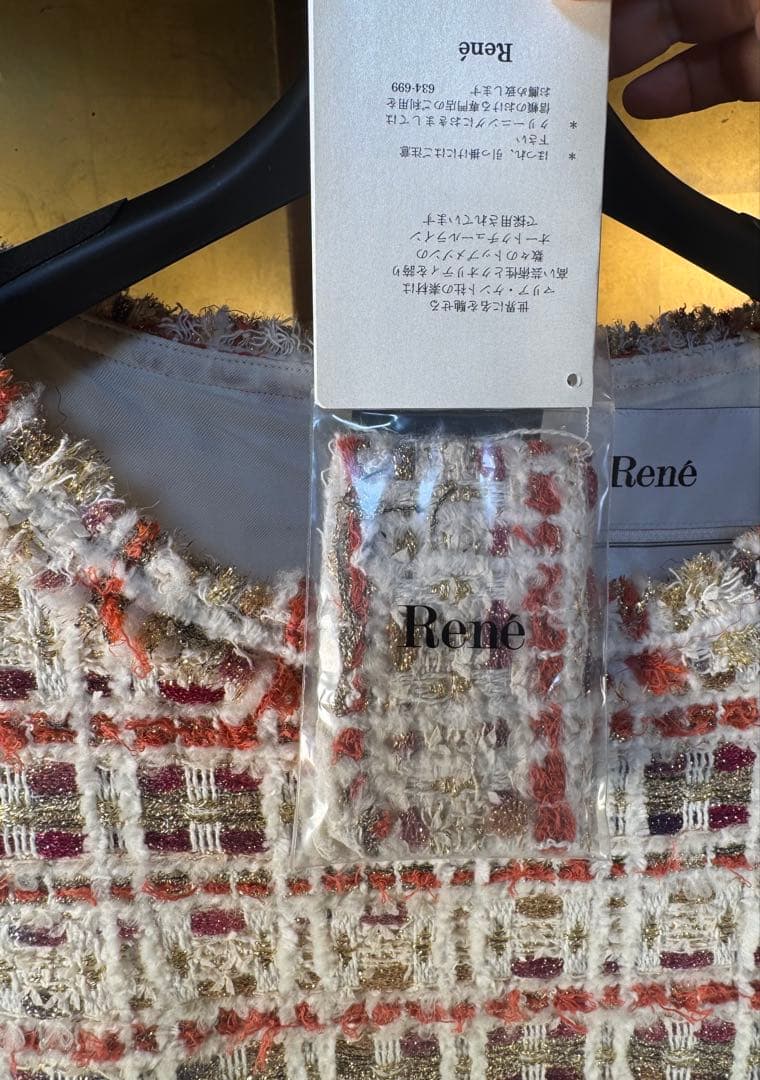 世界に名を馳せる
マリア・ケント社の素材は
高い芸術性とクオリティを誇り
数々のトップメゾンの
オートクチュールライン
で採用されています
* ほつれ、引っ掛けにはご注意
下さい
* クリーニングにおきましては
信頼のおける専門店のご利用を
お薦め致します 634-699
René
René
René